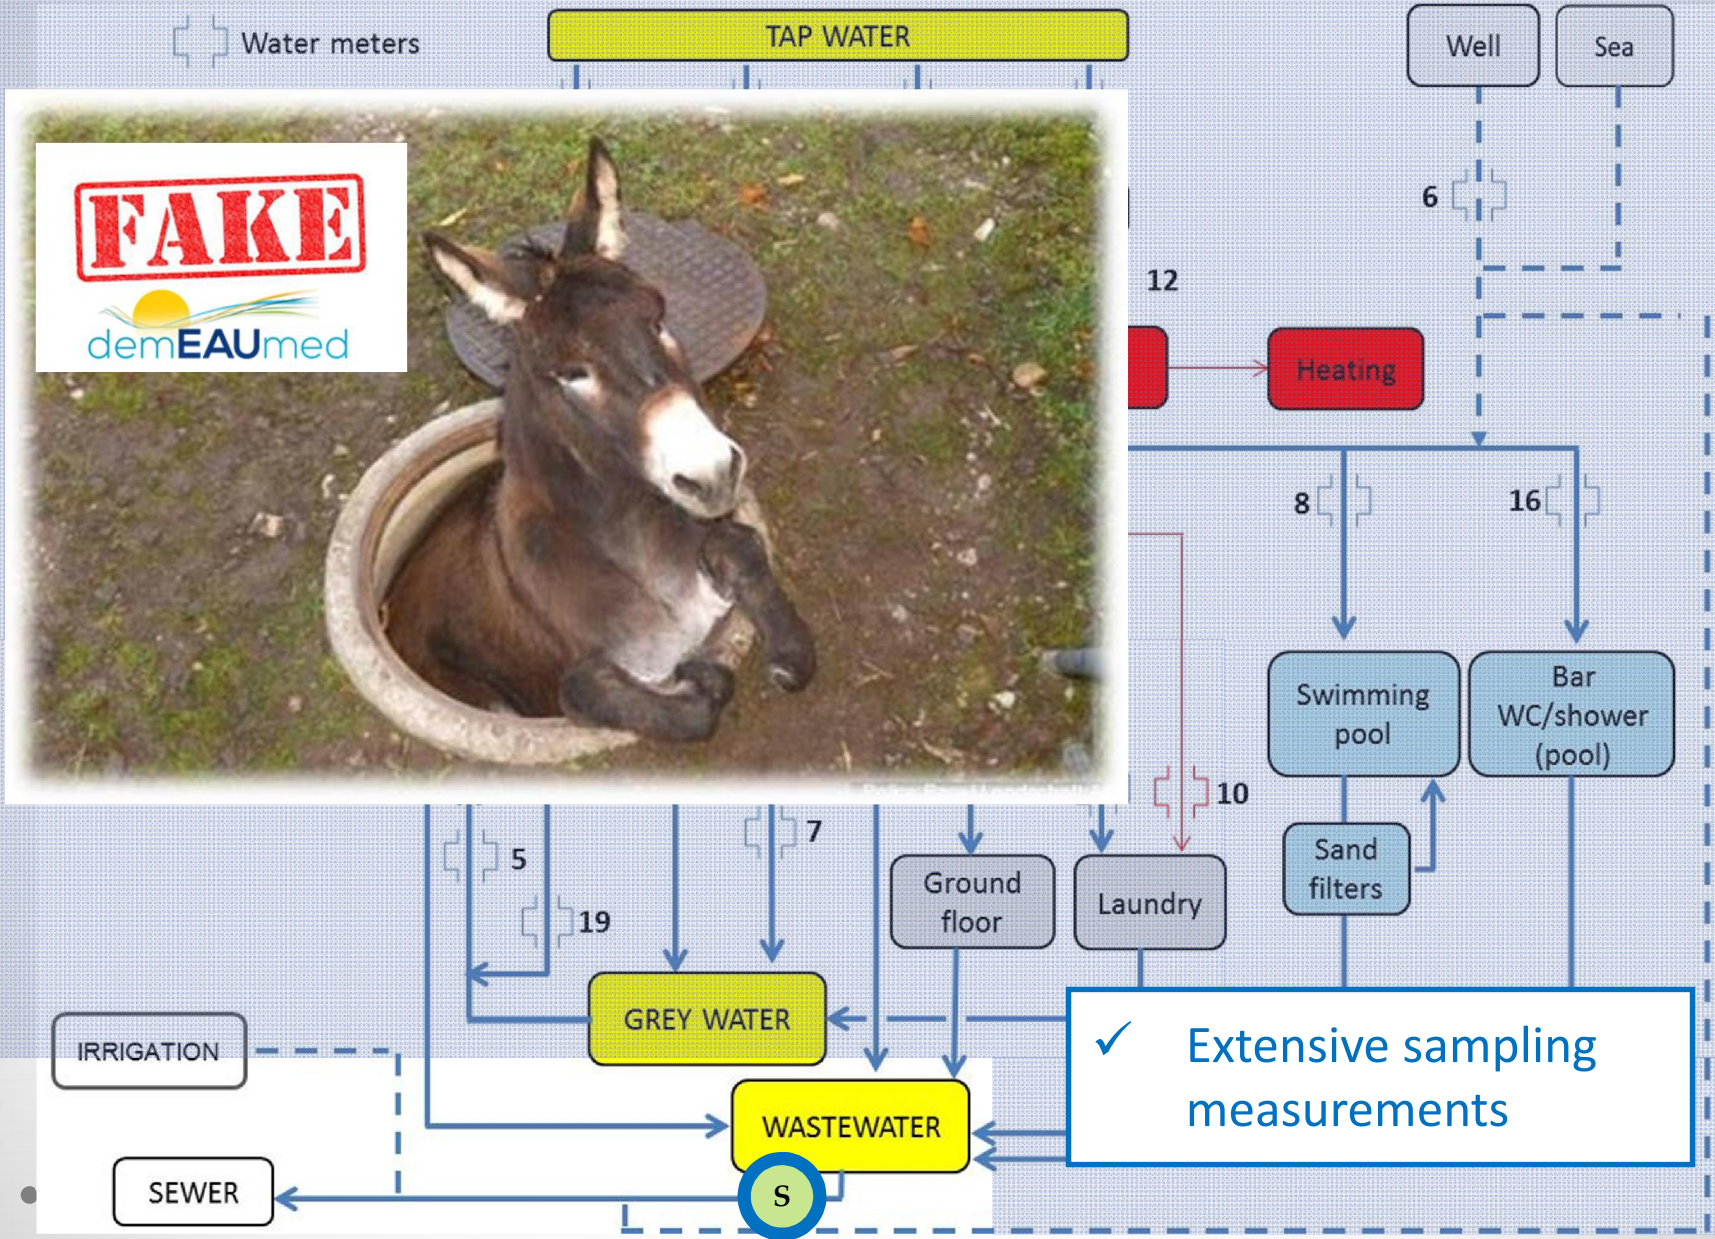 Water meters
TAP WATER
Well
Sea
FAKE
demEAUmed
6
12
Heating
8
16
Swimming
pool
Bar
WC/shower
(pool)
10
7
5
Sand
filters
Ground
floor
Laundry
19
GREY WATER
IRRIGATION
✓ Extensive sampling
measurements
WASTEWATER
SEWER
S